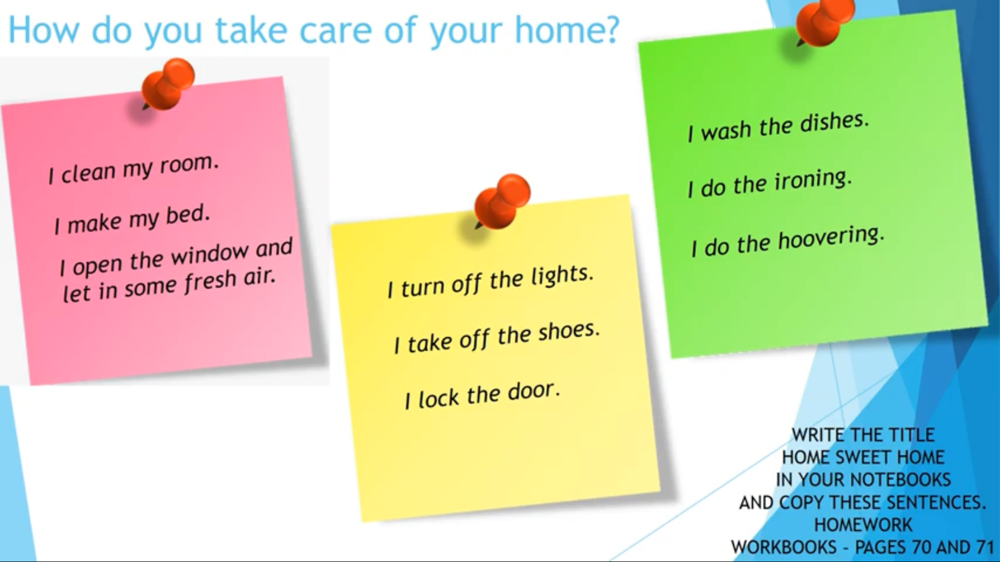 How do you take care of your home?
I clean my room.
I make my bed.
I open the window and
let in some fresh air.
I turn off the lights.
I take off the shoes.
I lock the door.
I wash the dishes.
I do the ironing.
I do the hoovering.
WRITE THE TITLE
HOME SWEET HOME
IN YOUR NOTEBOOKS
AND COPY THESE SENTENCES.
HOMEWORK
WORKBOOKS - PAGES 70 AND 71